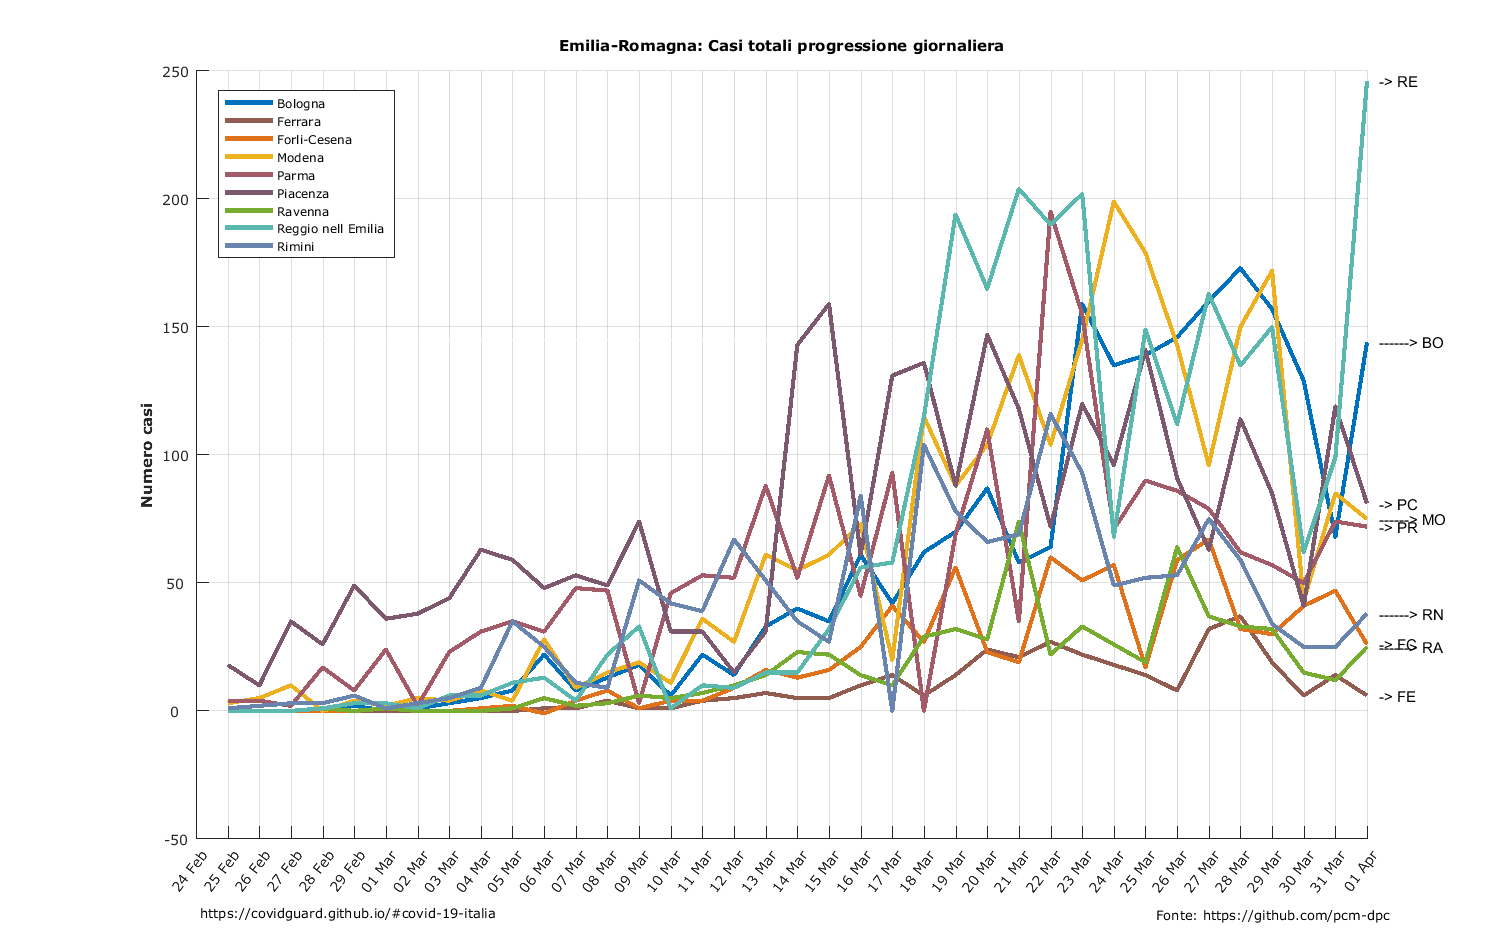 Emilia-Romagna: Casi totali progressione giornaliera
250
200
150
100
50
0
-50
Numero casi
Bologna
Ferrara
Forli-Cesena
Modena
Parma
Piacenza
Ravenna
Reggio nell Emilia
Rimini
-> RE
------> BO
-> PC
------> MO
-> PR
------> RN
-> FC
------> RA
-> FE
24 Feb
25 Feb
26 Feb
27 Feb
28 Feb
29 Feb
01 Mar
02 Mar
03 Mar
04 Mar
05 Mar
06 Mar
07 Mar
08 Mar
09 Mar
10 Mar
11 Mar
12 Mar
13 Mar
14 Mar
15 Mar
16 Mar
17 Mar
18 Mar
19 Mar
20 Mar
21 Mar
22 Mar
23 Mar
24 Mar
25 Mar
26 Mar
27 Mar
28 Mar
29 Mar
30 Mar
31 Mar
01 Apr
https://covidguard.github.io/#covid-19-italia
Fonte: https://github.com/pcm-dpc